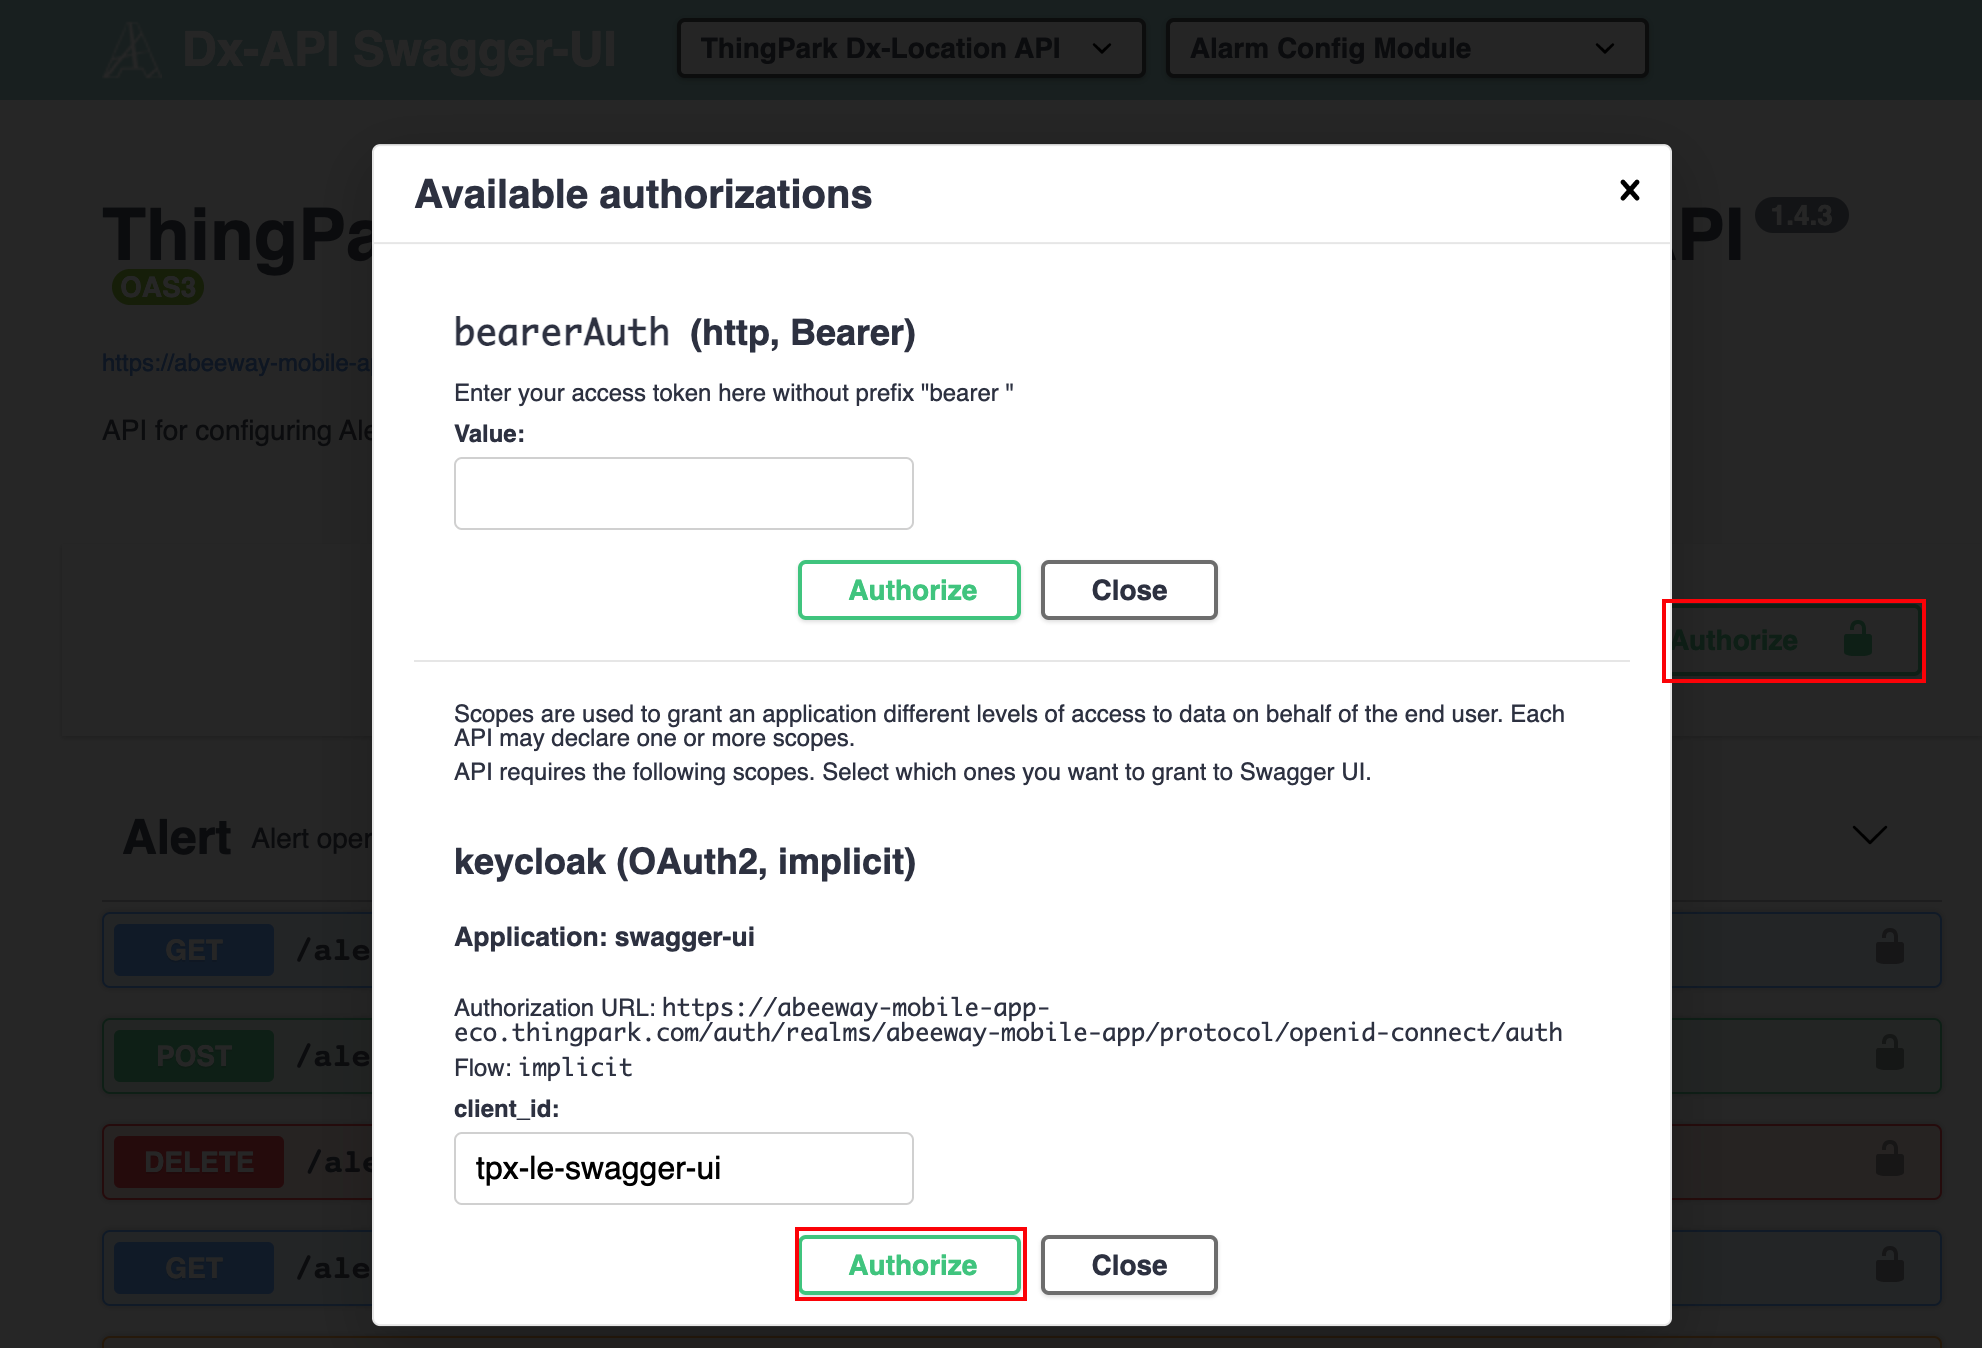 Dx-API Swagger-UI
ThingPark Dx-Location API
Alarm Config Module
Available authorizations
ThingPa
API
1.4.3
OAS3
https://abeeway-mobile-a
API for configuring Ale
bearerAuth (http, Bearer)
Enter your access token here without prefix "bearer "
Value:
Authorize
Close
Authorize
Scopes are used to grant an application different levels of access to data on behalf of the end user. Each
API may declare one or more scopes.
API requires the following scopes. Select which ones you want to grant to Swagger UI.
Alert Alert oper
keycloak (OAuth2, implicit)
Application: swagger-ui
GET /ale
Authorization URL: https://abeeway-mobile-app-
eco.thingpark.com/auth/realms/abeeway-mobile-app/protocol/openid-connect/auth
POST /ale
Flow: implicit
client_id:
DELETE /ale
tpx-le-swagger-ui
GET /ale
Authorize
Close